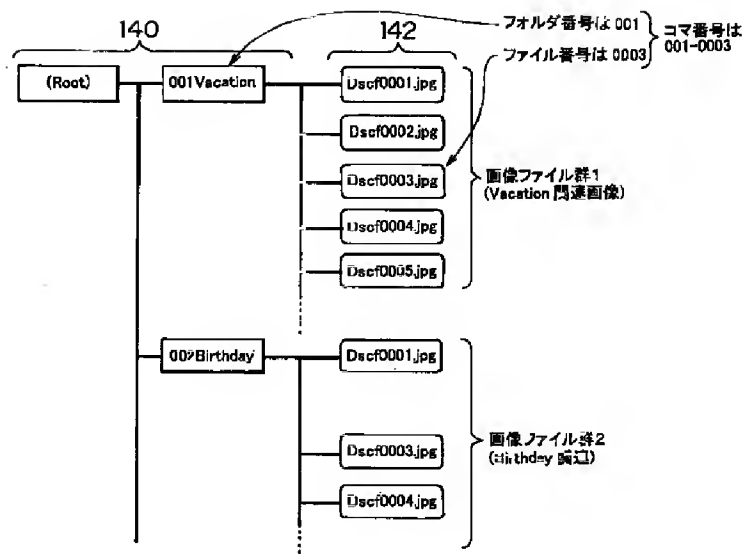 140
142
フォルダ番号は 001
ファイル番号は 0003
コマ番号は
001-0003
(Root)
001Vacation
Dscf0001.jpg
Dscf0002.jpg
Dscf0003.jpg
Dscf0004.jpg
Dscf0005.jpg
画像ファイル群1
(Vacation 関連画像)
002Birthday
Dscf0001.jpg
Dscf0003.jpg
Dscf0004.jpg
画像ファイル群2
(Birthday